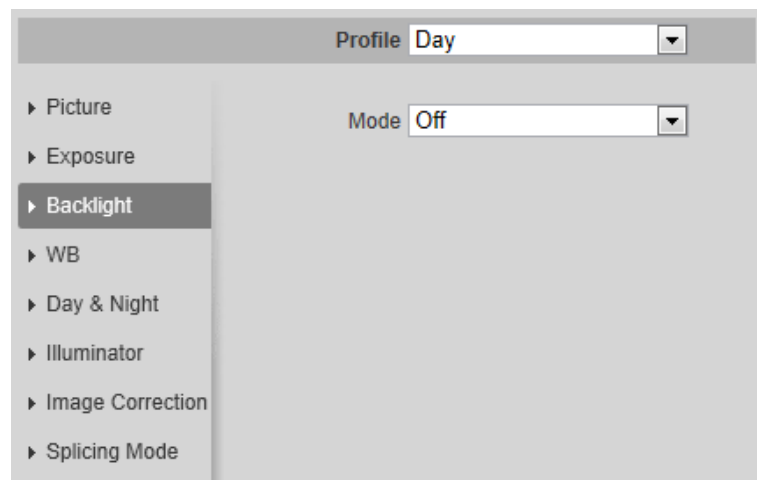 Profile Day
Picture
Mode Off
Exposure
Backlight
WB
Day & Night
Illuminator
Image Correction
Splicing Mode